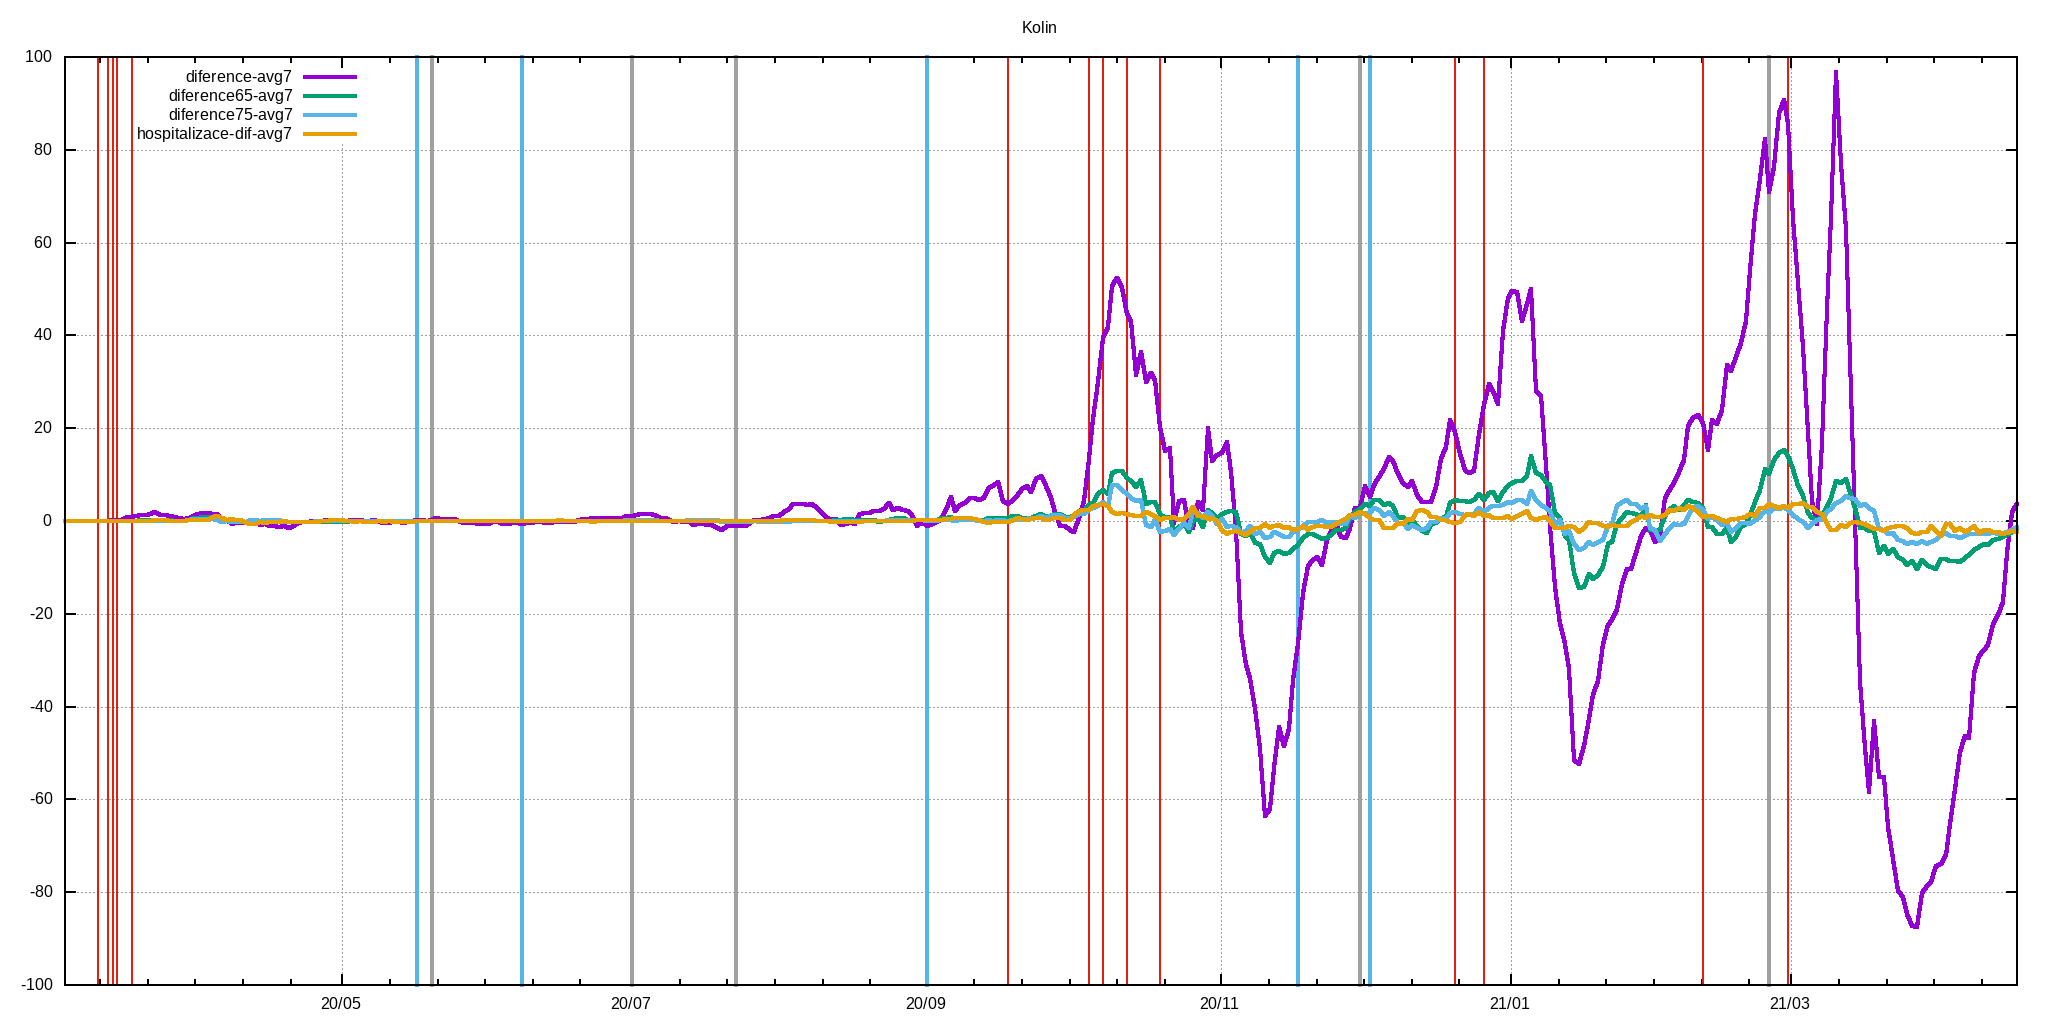 Kolin
diference-avg7
diference65-avg7
diference75-avg7
hospitalizace-dif-avg7
100
80
60
40
20
0
-20
-40
-60
-80
-100
20/05 20/07 20/09 20/11 21/01 21/03